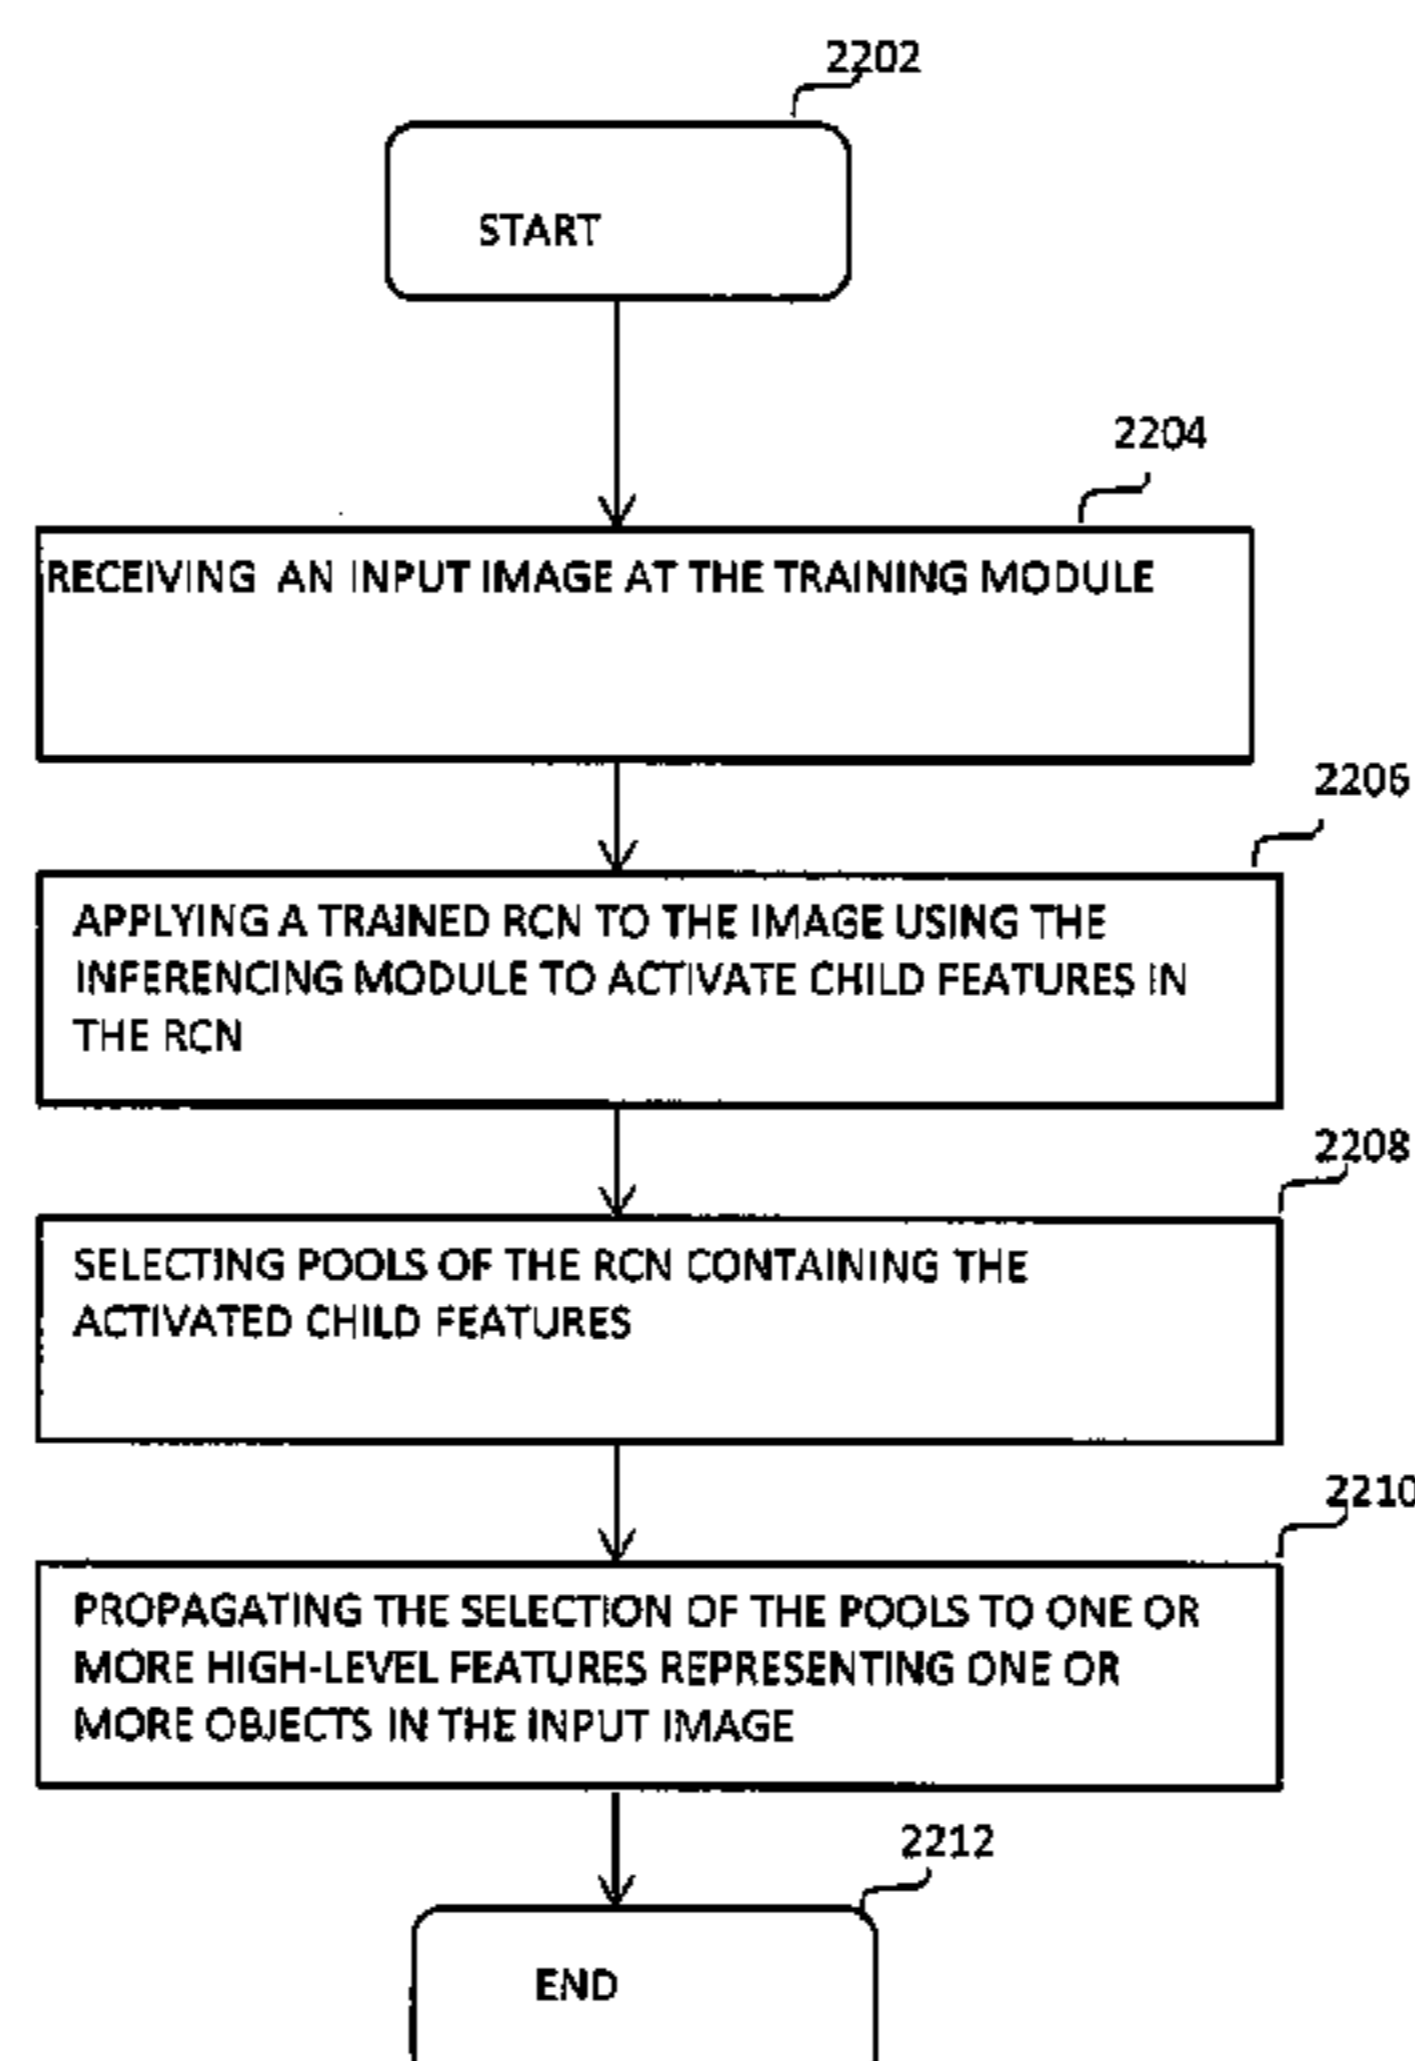 2202
START
2204
RECEIVING AN INPUT IMAGE AT THE TRAINING MODULE
2206
APPLYING A TRAINED RCN TO THE IMAGE USING THE
INFERENCING MODULE TO ACTIVATE CHILD FEATURES IN
THE RCN
2208
SELECTING POOLS OF THE RCN CONTAINING THE
ACTIVATED CHILD FEATURES
2210
PROPAGATING THE SELECTION OF THE POOLS TO ONE OR
MORE HIGH-LEVEL FEATURES REPRESENTING ONE OR
MORE OBJECTS IN THE INPUT IMAGE
2212
END